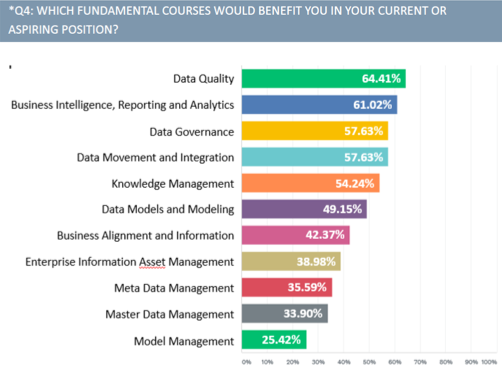 *Q4: WHICH FUNDAMENTAL COURSES WOULD BENEFIT YOU IN YOUR CURRENT OR
ASPIRING POSITION?
Data Quality 64.41%
Business Intelligence, Reporting and Analytics 61.02%
Data Governance 57.63%
Data Movement and Integration 57.63%
Knowledge Management 54.24%
Data Models and Modeling 49.15%
Business Alignment and Information 42.37%
Enterprise Information Asset Management 38.98%
Meta Data Management 35.59%
Master Data Management 33.90%
Model Management 25.42%
0% 10% 20% 30% 40% 50% 60% 70% 80% 90% 100%